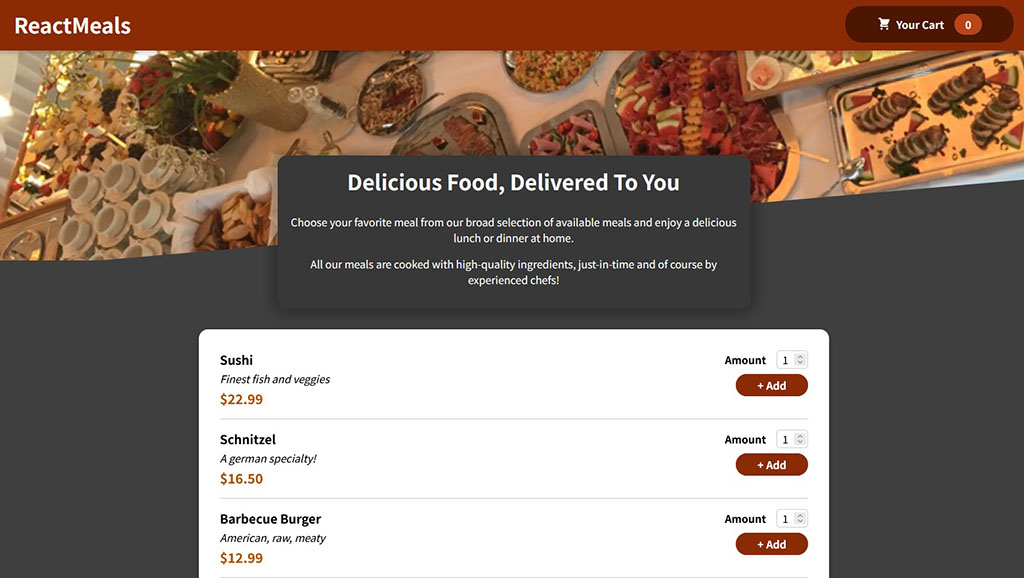 ReactMeals
Your Cart 0
Delicious Food, Delivered To You
Choose your favorite meal from our broad selection of available meals and enjoy a delicious
lunch or dinner at home.
All our meals are cooked with high-quality ingredients, just-in-time and of course by
experienced chefs!
Sushi
Finest fish and veggies
$22.99
Amount 1
+ Add
Schnitzel
A german specialty!
$16.50
Amount 1
+ Add
Barbecue Burger
American, raw, meaty
$12.99
Amount 1
+ Add